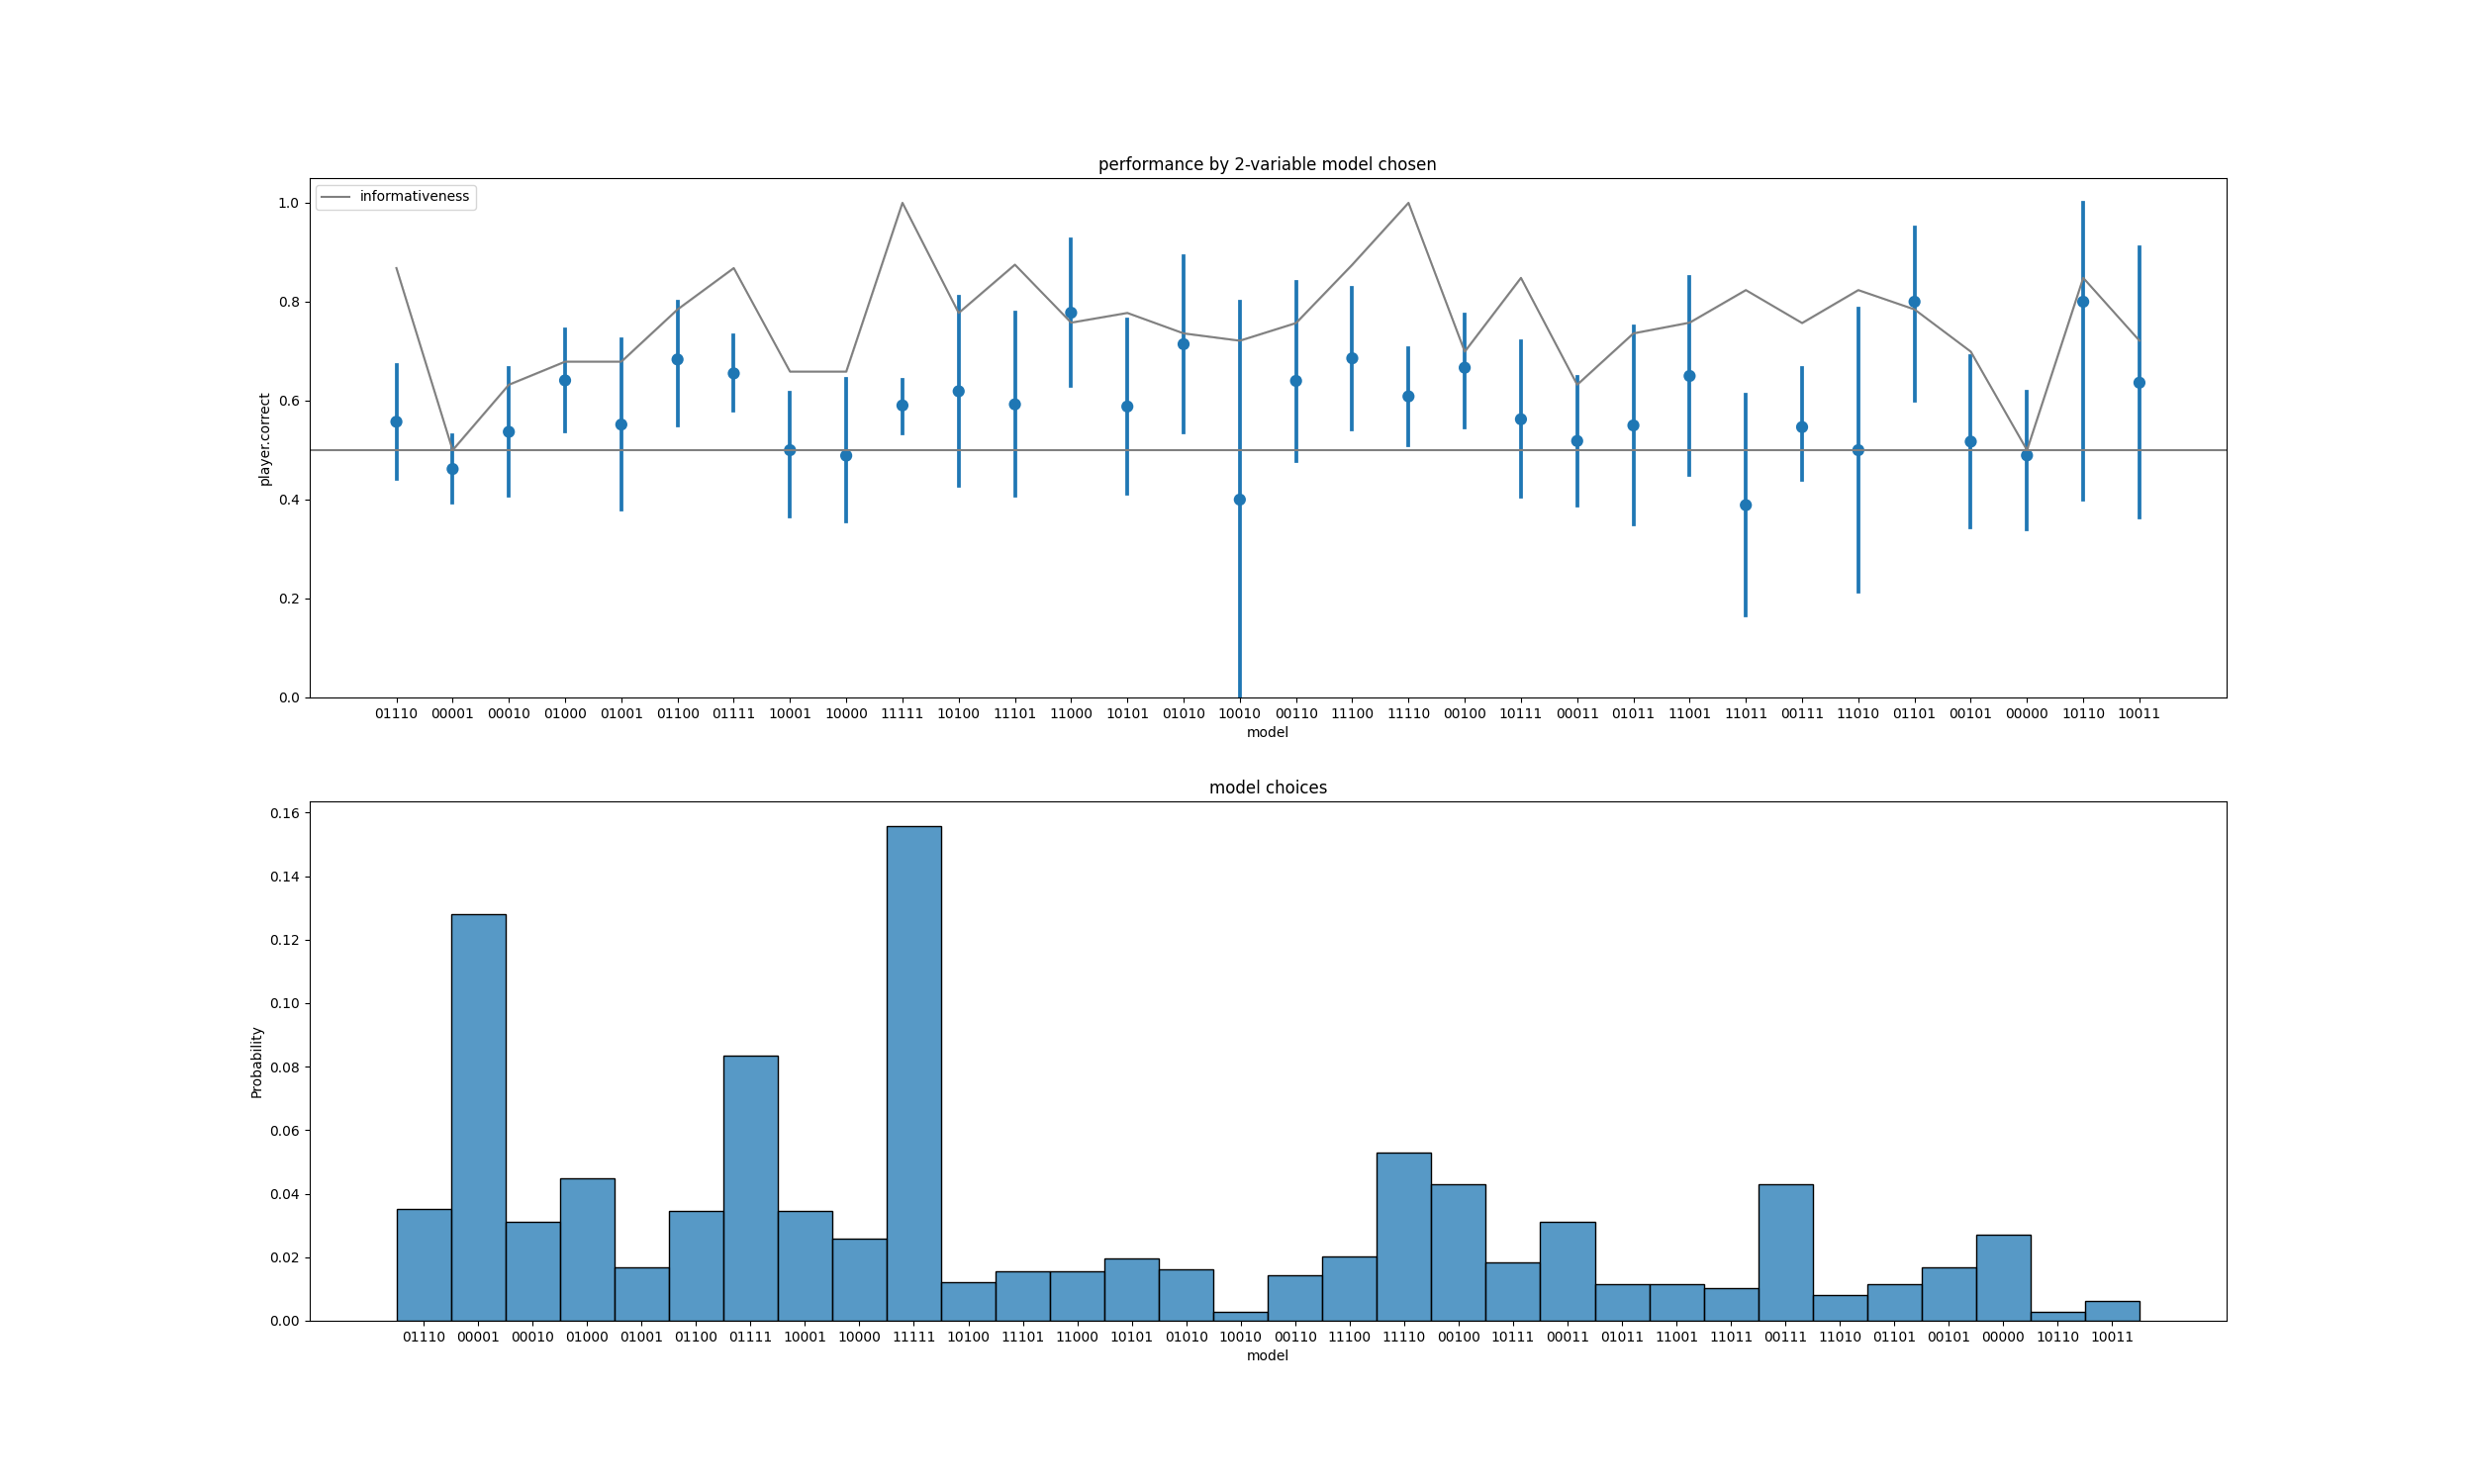 performance by 2-variable model chosen
informativeness
1.0
0.8
0.6
0.4
0.2
0.0
player.correct
01110 00001 00010 01000 01001 01100 01111 10001 10000 11111 10100 11101 11000 10101 01010 10010 00110 11100 11110 00100 10111 00011 01011 11001 11011 00111 11010 01101 00101 00000 10110 10011
model
model choices
0.16
0.14
0.12
0.10
0.08
0.06
0.04
0.02
0.00
Probability
01110 00001 00010 01000 01001 01100 01111 10001 10000 11111 10100 11101 11000 10101 01010 10010 00110 11100 11110 00100 10111 00011 01011 11001 11011 00111 11010 01101 00101 00000 10110 10011
model